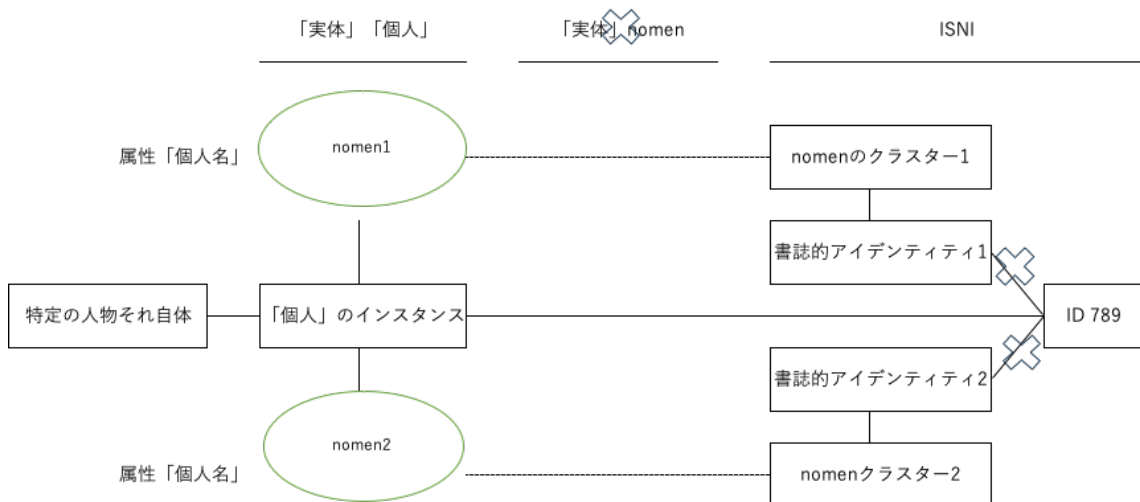 「実体」「個人」
「実体」nomen
ISNI
属性「個人名」
nomen1
nomenのクラスター1
書誌的アイデンティティ1
特定の人物それ自体
「個人」のインスタンス
ID 789
書誌的アイデンティティ2
nomen2
属性「個人名」
nomenクラスター2